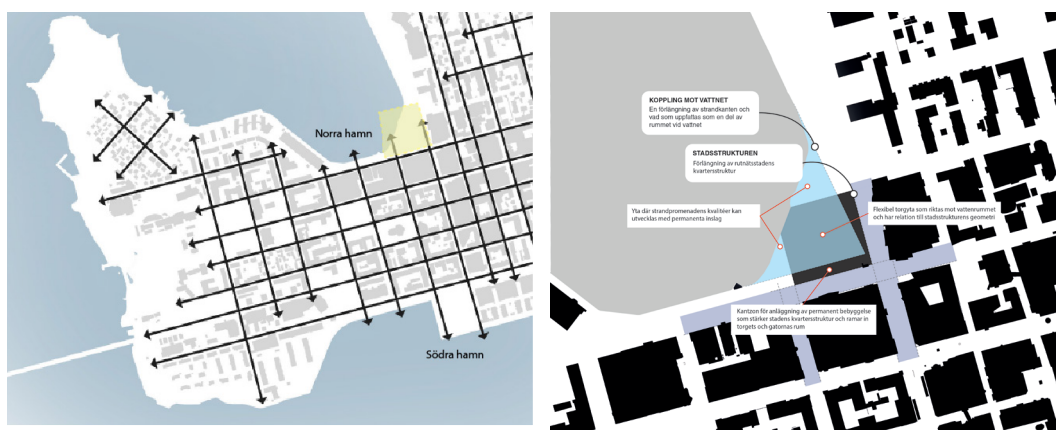 Norra hamn
Södra hamn
KOPPLING MOT VATTNET
En förlängning av strandkanten och
vad som uppfattas som en del av
rummet vid vattnet
STADSSTRUKTUREN
Förlängning av rutnätsstadens
kvartersstruktur
Yta där strandpromenadens kvalitéer kan
utvecklas med permanenta inslag
Flexibel torgyta som riktas mot vattenrummet
och har relation till stadsstrukturens geometri
Kantzon för anläggning av permanent bebyggelse
som stärker stadens kvartersstruktur och ramar in
torgets och gatornas rum